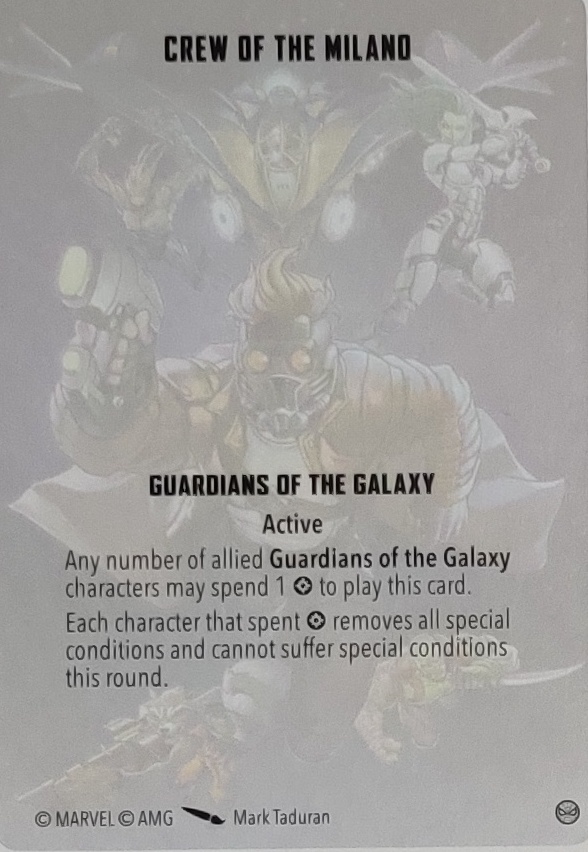 CREW OF THE MILANO
GUARDIANS OF THE GALAXY
Active
Any number of allied Guardians of the Galaxy
characters may spend 1 to play this card.
Each character that spent removes all special
conditions and cannot suffer special conditions
this round.
© MARVEL © AMG Mark Taduran